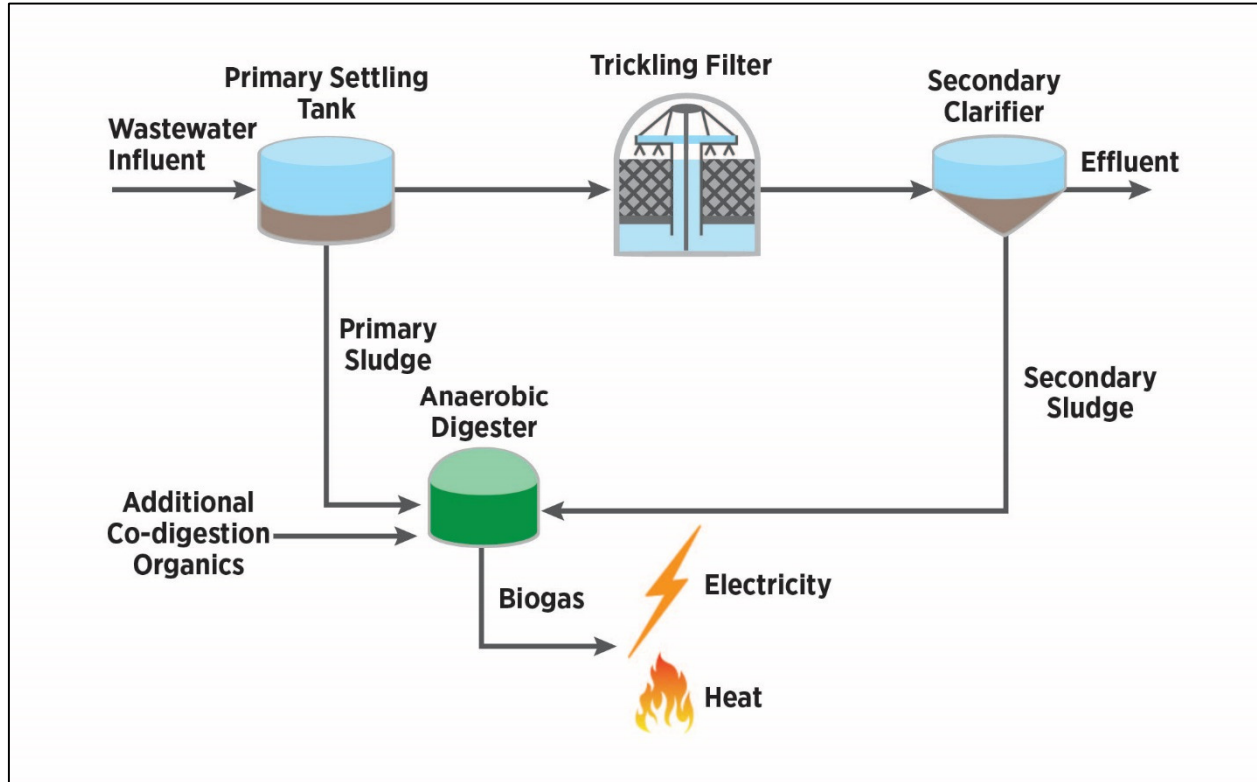 Primary Settling
Tank
Trickling Filter
Secondary
Clarifier
Wastewater
Influent
Effluent
Primary
Sludge
Secondary
Sludge
Anaerobic
Digester
Additional
Co-digestion
Organics
Biogas
Electricity
Heat